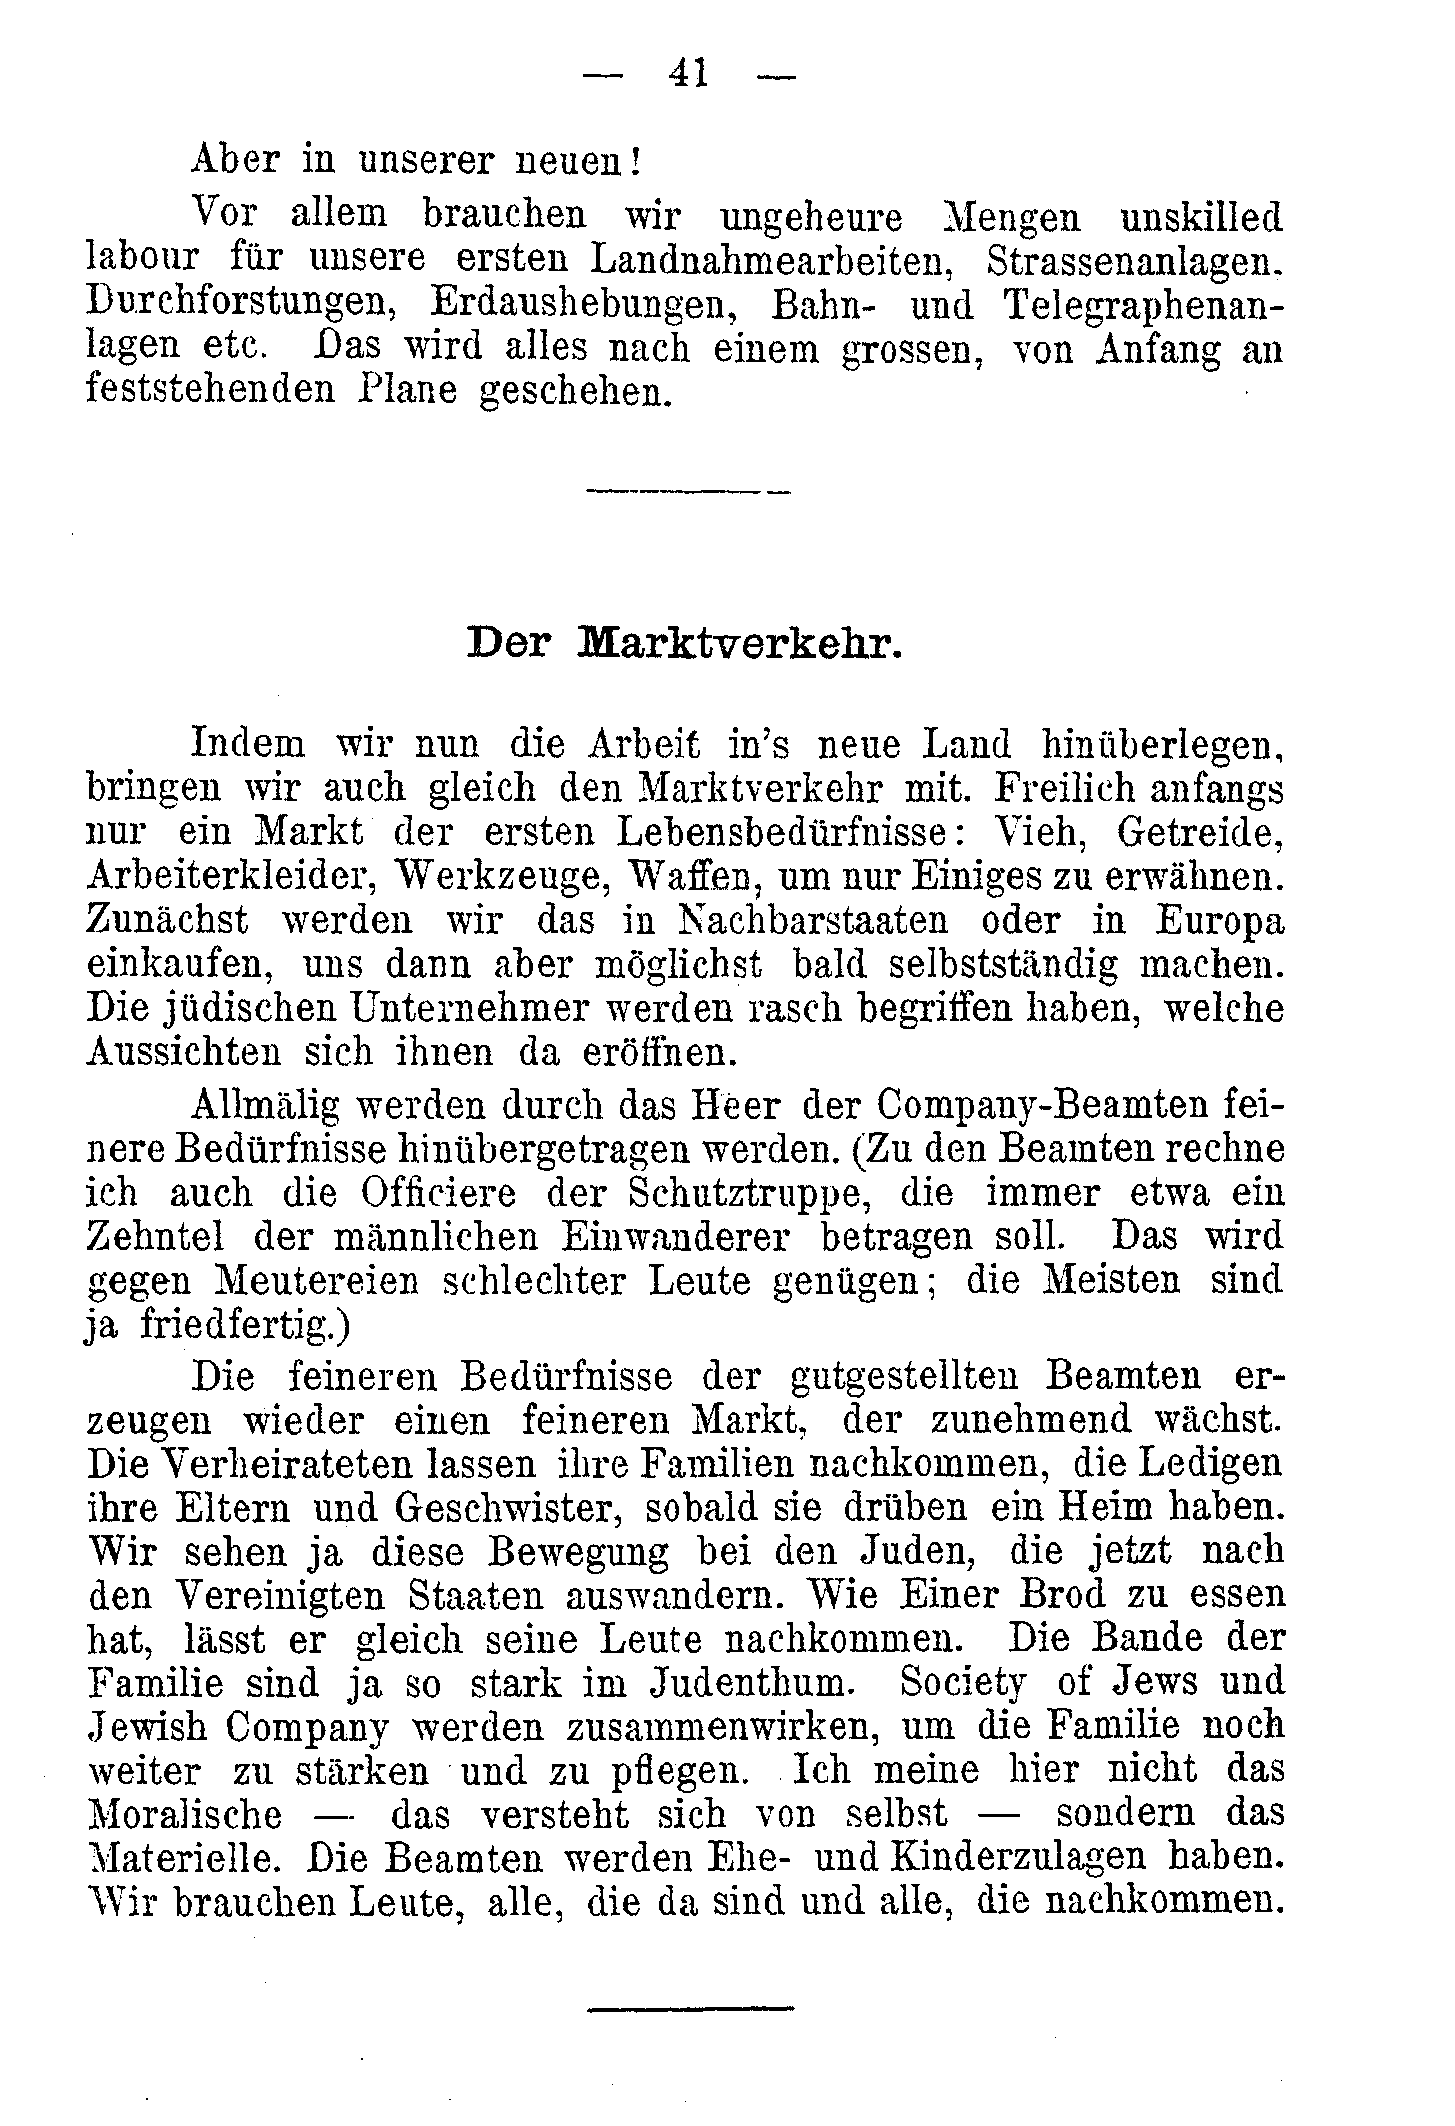 — 41 —
Aber in unserer neuen!
Vor allem brauchen wir ungeheure Mengen unskilled
labour für unsere ersten Landnahmearbeiten, Strassenanlagen.
Durchforstungen, Erdaushebungen, Bahn- und Telegraphenan-
lagen etc. Das wird alles nach einem grossen, von Anfang an
feststehenden Plane geschehen.
Der Marktverkehr.
Indem wir nun die Arbeit in's neue Land hinüberlegen,
bringen wir auch gleich den Marktverkehr mit. Freilich anfangs
nur ein Markt der ersten Lebensbedürfnisse: Vieh, Getreide,
Arbeiterkleider, Werkzeuge, Waffen, um nur Einiges zu erwähnen.
Zunächst werden wir das in Nachbarstaaten oder in Europa
einkaufen, uns dann aber möglichst bald selbstständig machen.
Die jüdischen Unternehmer werden rasch begriffen haben, welche
Aussichten sich ihnen da eröffnen.
Allmälig werden durch das Heer der Company-Beamten fei-
nere Bedürfnisse hinübergetragen werden. (Zu den Beamten rechne
ich auch die Officiere der Schutztruppe, die immer etwa ein
Zehntel der männlichen Einwanderer betragen soll. Das wird
gegen Meutereien schlechter Leute genügen; die Meisten sind
ja friedfertig.)
Die feineren Bedürfnisse der gutgestellten Beamten er-
zeugen wieder einen feineren Markt, der zunehmend wächst.
Die Verheirateten lassen ihre Familien nachkommen, die Ledigen
ihre Eltern und Geschwister, sobald sie drüben ein Heim haben.
Wir sehen ja diese Bewegung bei den Juden, die jetzt nach
den Vereinigten Staaten auswandern. Wie Einer Brod zu essen
hat, lässt er gleich seine Leute nachkommen. Die Bande der
Familie sind ja so stark im Judenthum. Society of Jews und
Jewish Company werden zusammenwirken, um die Familie noch
weiter zu stärken und zu pflegen. Ich meine hier nicht das
Moralische — das versteht sich von selbst — sondern das
Materielle. Die Beamten werden Ehe- und Kinderzulagen haben.
Wir brauchen Leute, alle, die da sind und alle, die nachkommen.